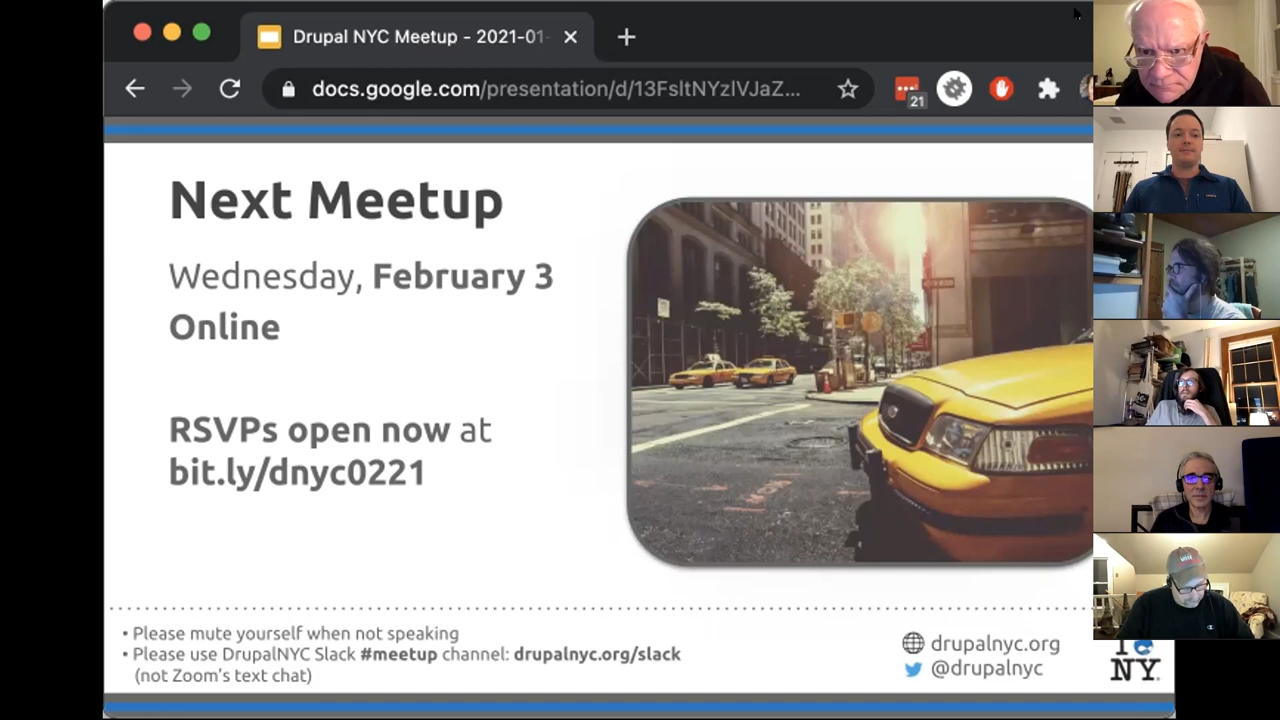 Drupal NYC Meetup - 2021-01-
docs.google.com/presentation/d/13FsltNYzlVJaZ...
21
Next Meetup
Wednesday, February 3
Online
RSVPs open now at
bit.ly/dnyc0221
• Please mute yourself when not speaking
• Please use DrupalNYC Slack #meetup channel: drupalnyc.org/slack
(not Zoom's text chat)
drupalnyc.org
@drupalnyc
NY.